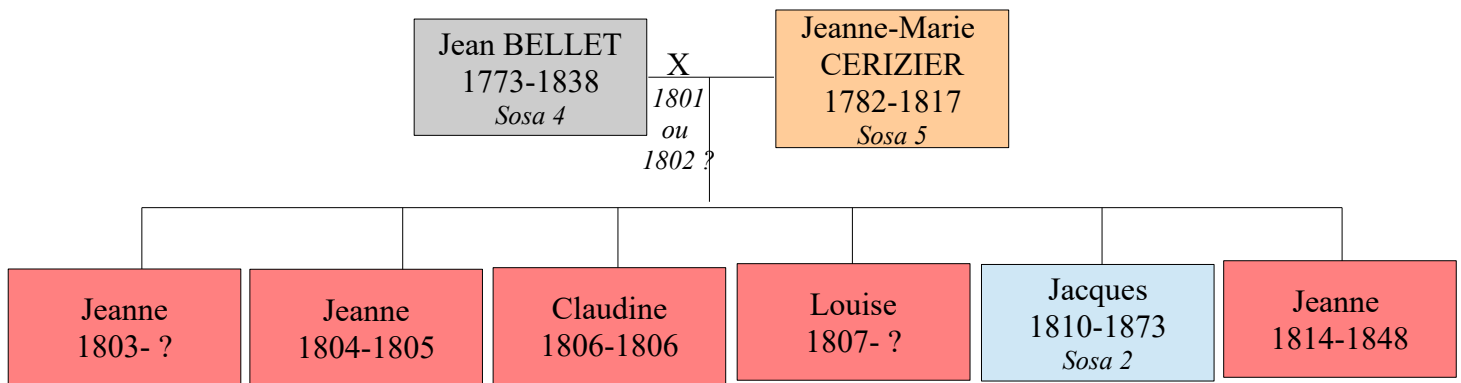 Jean BELLET
1773-1838
Sosa 4
X
1801
ou
1802 ?
Jeanne-Marie
CERIZIER
1782-1817
Sosa 5
Jeanne
1803- ?
Jeanne
1804-1805
Claudine
1806-1806
Louise
1807- ?
Jacques
1810-1873
Sosa 2
Jeanne
1814-1848